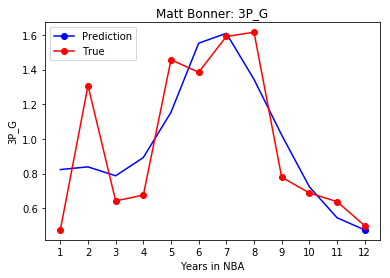 Matt Bonner: 3P_G
Prediction
True
3P_G
1.6
1.4
1.2
1.0
0.8
0.6
1 2 3 4 5 6 7 8 9 10 11 12
Years in NBA